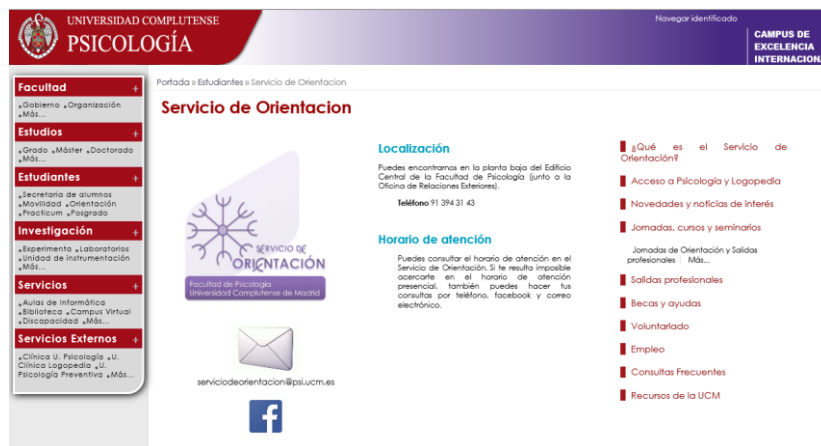 UNIVERSIDAD COMPLUTENSE
PSICOLOGÍA
Navegar identificado
CAMPUS DE
EXCELENCIA
INTERNACIONA
Facultad +
Gobierno Organización
Más...
Estudios +
Grado Máster Doctorado
Más...
Estudiantes +
Secretaría de alumnos
Movilidad Orientación
Practicum Posgrado
Investigación +
Experimenta Laboratorios
Unidad de instrumentación
Más...
Servicios +
Aulas de Informática
Biblioteca Campus Virtual
Discapacidad Más...
Servicios Externos +
Clínica U. Psicología U.
Clínica Logopedia U.
Psicología Preventiva Más...
Portada » Estudiantes » Servicio de Orientacion
Servicio de Orientacion
SERVICIO DE
ORIENTACIÓN
Facultad de Psicología
Universidad Complutense de Madrid
serviciodeorientacion@psi.ucm.es
f
Localización
Puedes encontrarnos en la planta baja del Edificio
Central de la Facultad de Psicología (junto a la
Oficina de Relaciones Exteriores).
Teléfono 91 394 31 43
Horario de atención
Puedes consultar el horario de atención en el
Servicio de Orientación. Si te resulta imposible
acercarte en el horario de atención
presencial, también puedes hacer tus
consultas por teléfono, facebook y correo
electrónico.
¿Qué es el Servicio de
Orientación?
Acceso a Psicología y Logopedia
Novedades y noticias de interés
Jornadas, cursos y seminarios
Jornadas de Orientación y Salidas
profesionales | Más...
Salidas profesionales
Becas y ayudas
Voluntariado
Empleo
Consultas Frecuentes
Recursos de la UCM